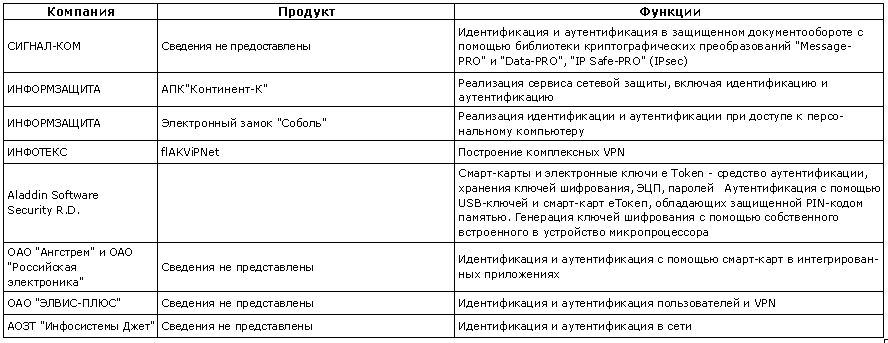 Компания Продукт Функции
СИГНАЛ-КОМ
Сведения не предоставлены
Идентификация и аутентификация в защищенном документообороте с
помощью библиотеки криптографических преобразований "Message-
PRO" и "Data-PRO", "IP Safe-PRO" (IPsec)
ИНФОРМЗАЩИТА
АПК"Континент-К"
Реализация сервиса сетевой защиты, включая идентификацию и
аутентификацию
ИНФОРМЗАЩИТА
Электронный замок "Соболь"
Реализация идентификации и аутентификации при доступе к персо-
нальному компьютеру
ИНФОТЕКС
flAKViPNet
Построение комплексных VPN
Aladdin Software
Security R.D.
Смарт-карты и электронные ключи e Token - средство аутентификации,
хранения ключей шифрования, ЭЦП, паролей Аутентификация с помощью
USB-ключей и смарт-карт eToкeп, обладающих защищенной PIN-кодом
памятью. Генерация ключей шифрования с помощью собственного
встроенного в устройство микропроцессора
ОАО "Ангстрем" и ОАО
"Российская
электроника"
Сведения не представлены
Идентификация и аутентификация с помощью смарт-карт в интегрирован-
ных приложениях
ОАО "ЭЛВИС-ПЛЮС"
Сведения не представлены
Идентификация и аутентификация пользователей и VPN
АОЗТ "Инфосистемы Джет"
Сведения не представлены
Идентификация и аутентификация в сети